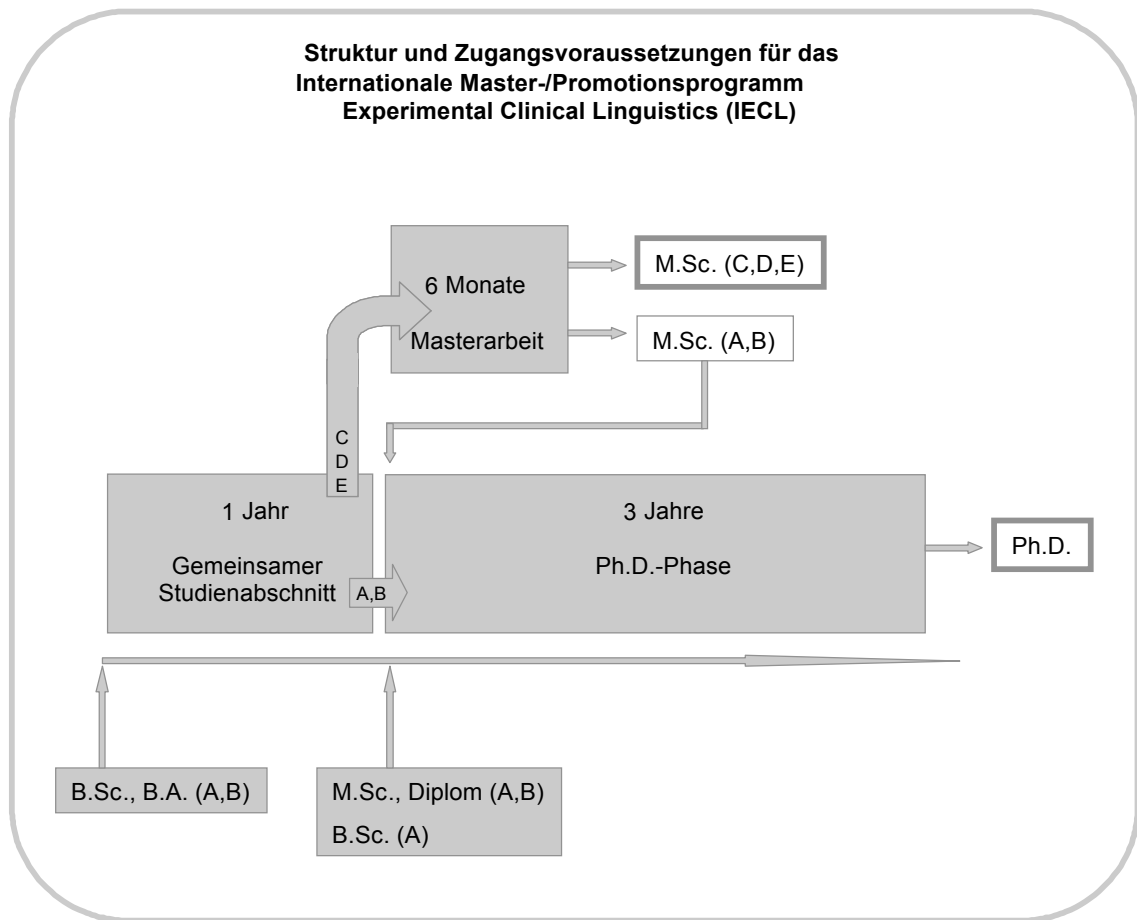 Struktur und Zugangsvoraussetzungen für das
Internationale Master-/Promotionsprogramm
Experimental Clinical Linguistics (IECL)
6 Monate
Masterarbeit
M.Sc. (C,D,E)
M.Sc. (A,B)
C
D
E
1 Jahr
Gemeinsamer
Studienabschnitt
A,B
3 Jahre
Ph.D.-Phase
Ph.D.
B.Sc., B.A. (A,B)
M.Sc., Diplom (A,B)
B.Sc. (A)